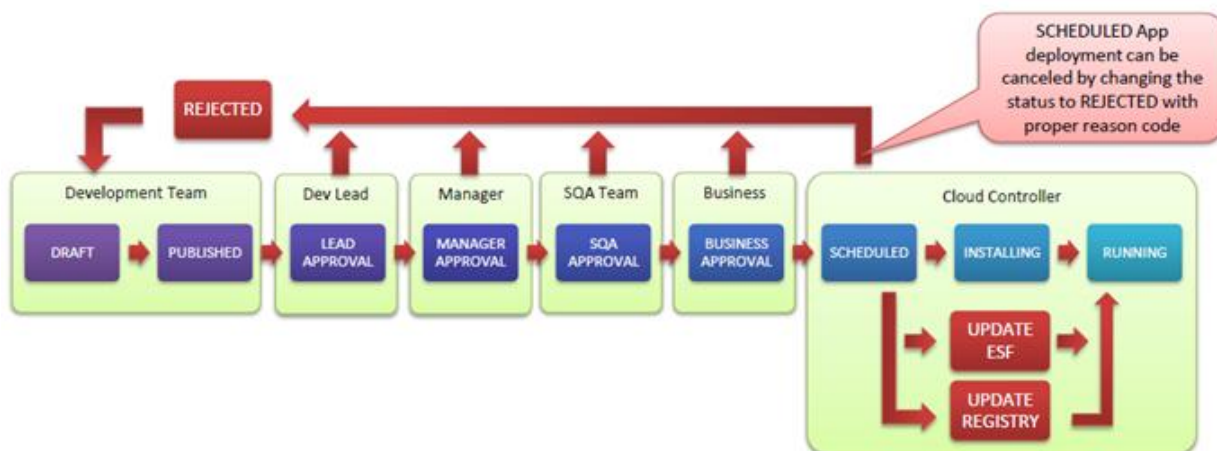 SCHEDULED App
deployment can be
canceled by changing the
status to REJECTED with
proper reason code
REJECTED
Development Team
Dev Lead
Manager
SQA Team
Business
Cloud Controller
DRAFT
PUBLISHED
LEAD
APPROVAL
MANAGER
APPROVAL
SQA
APPROVAL
BUSINESS
APPROVAL
SCHEDULED
INSTALLING
RUNNING
UPDATE
ESF
UPDATE
REGISTRY